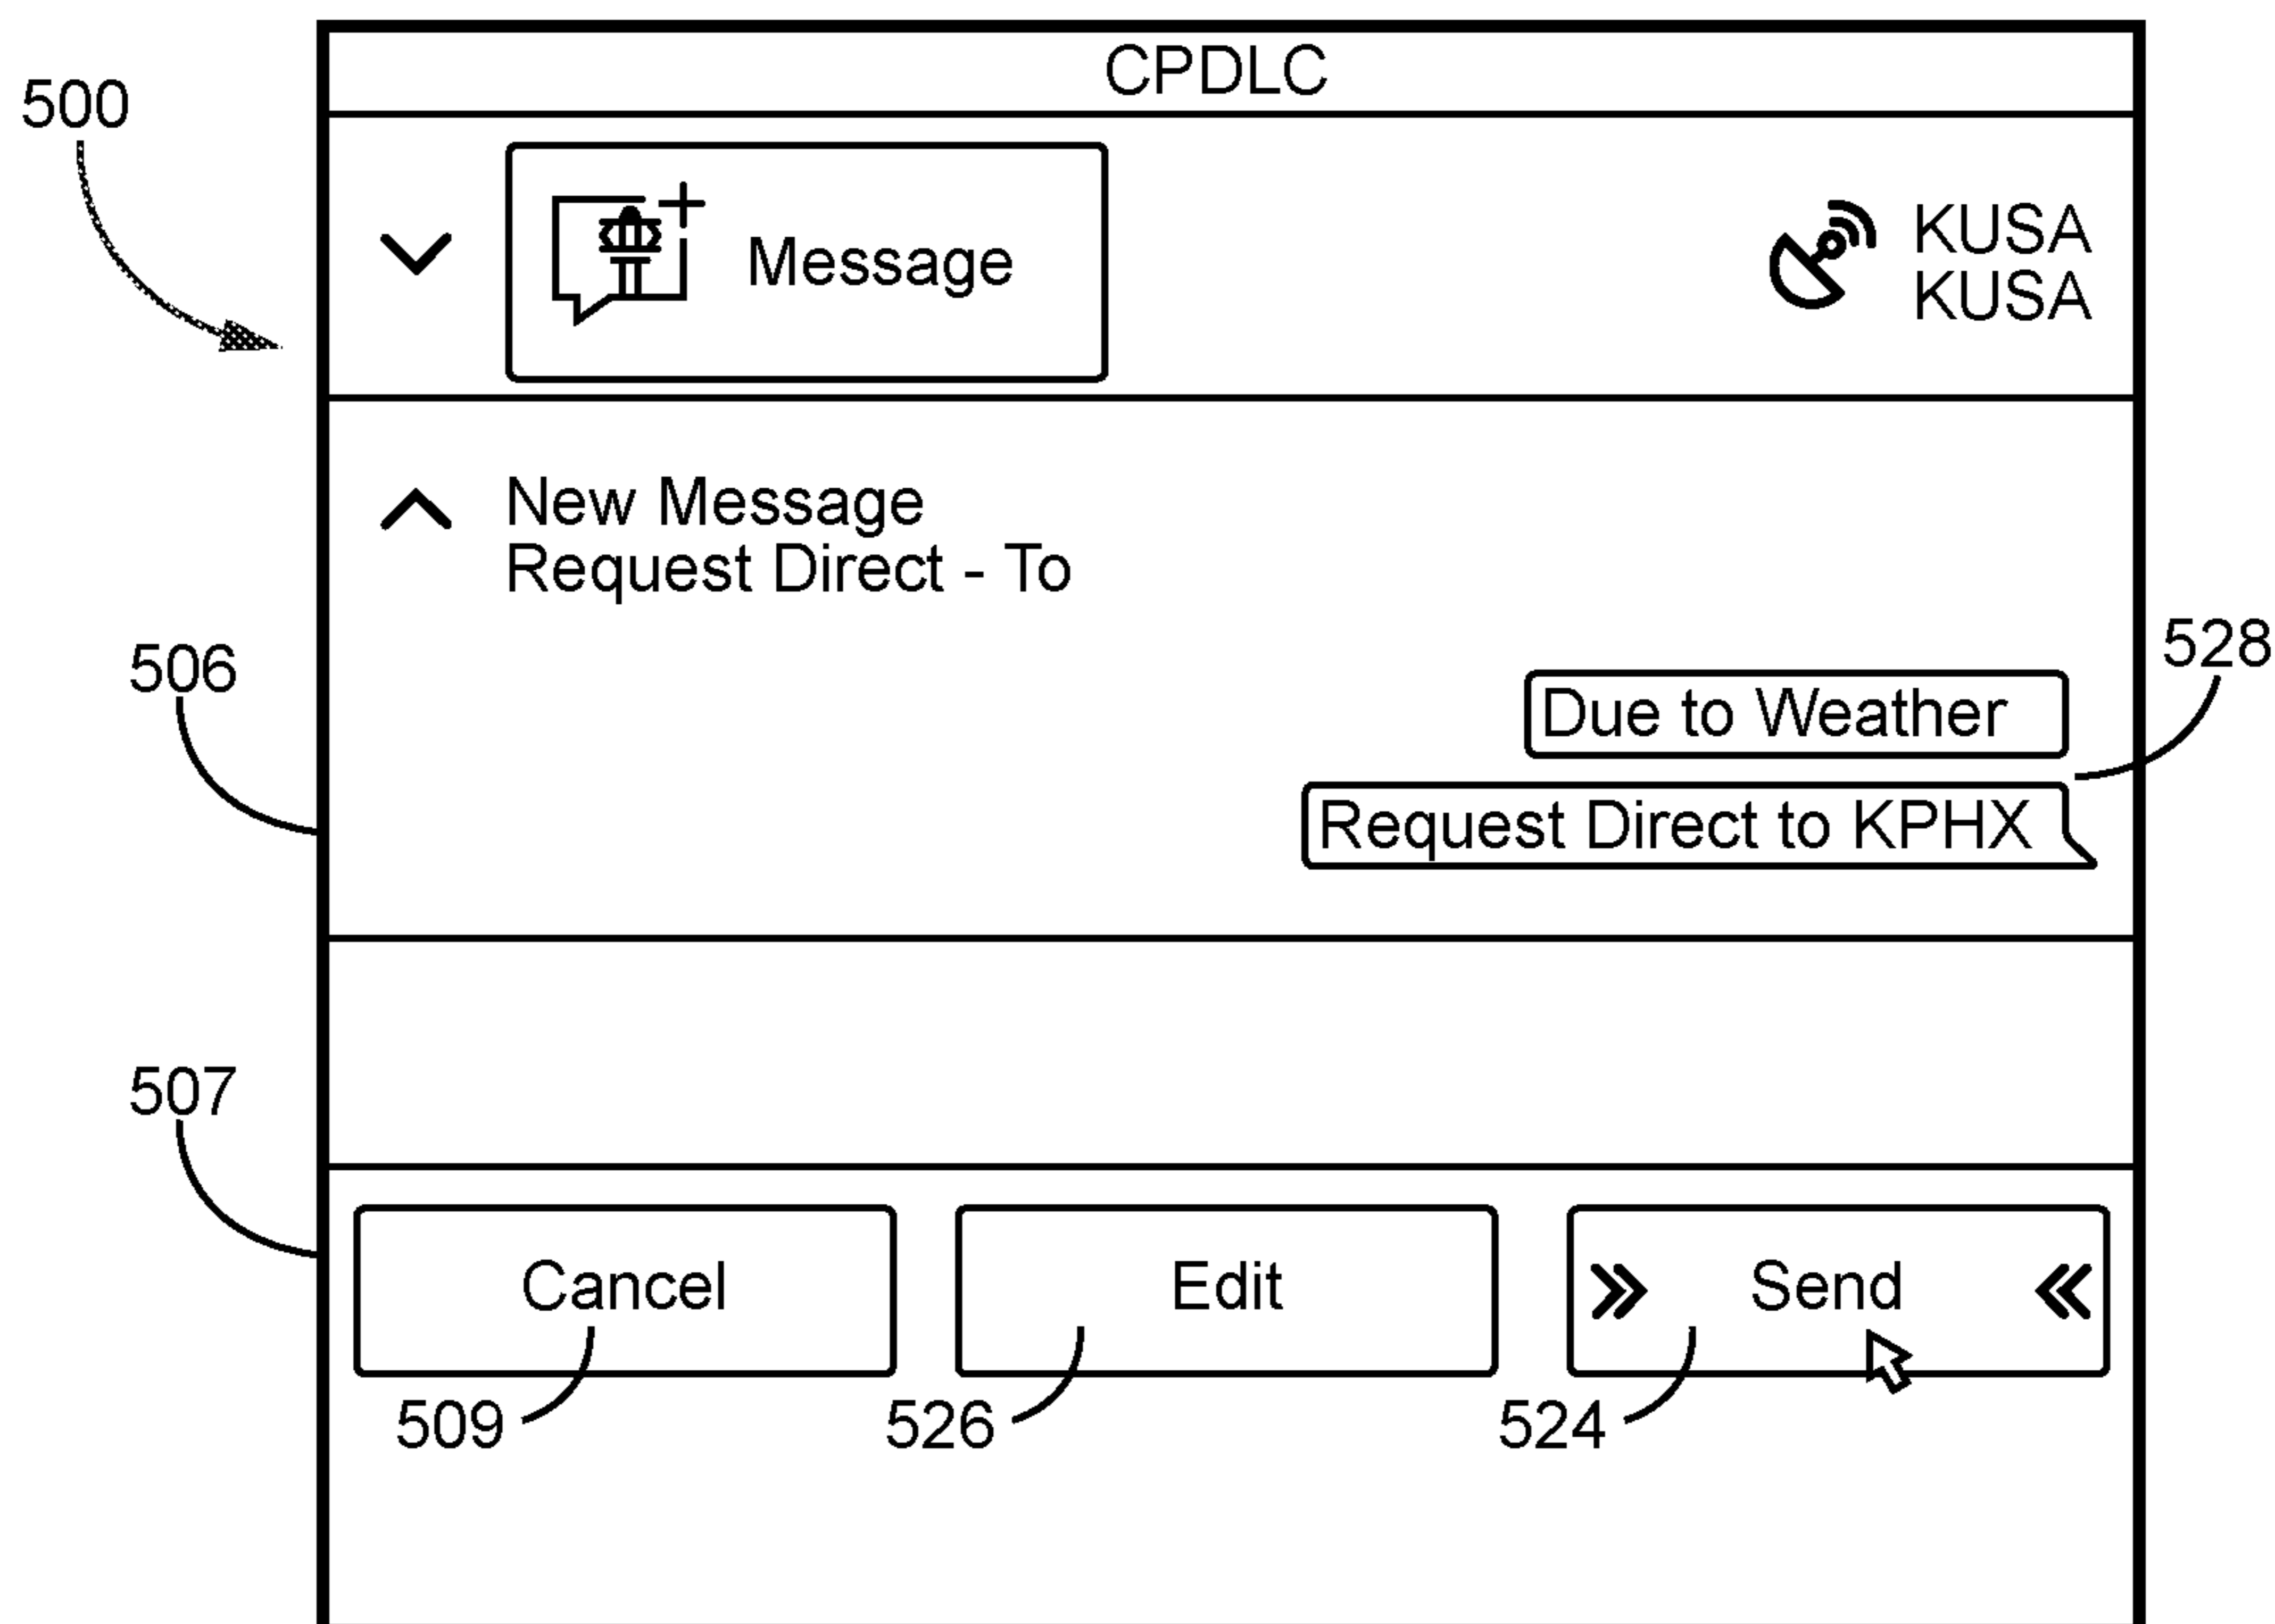 CPDLC
500
Message
KUSA
KUSA
New Message
Request Direct - To
506
528
Due to Weather
Request Direct to KPHX
507
Cancel
Edit
Send
509
526
524